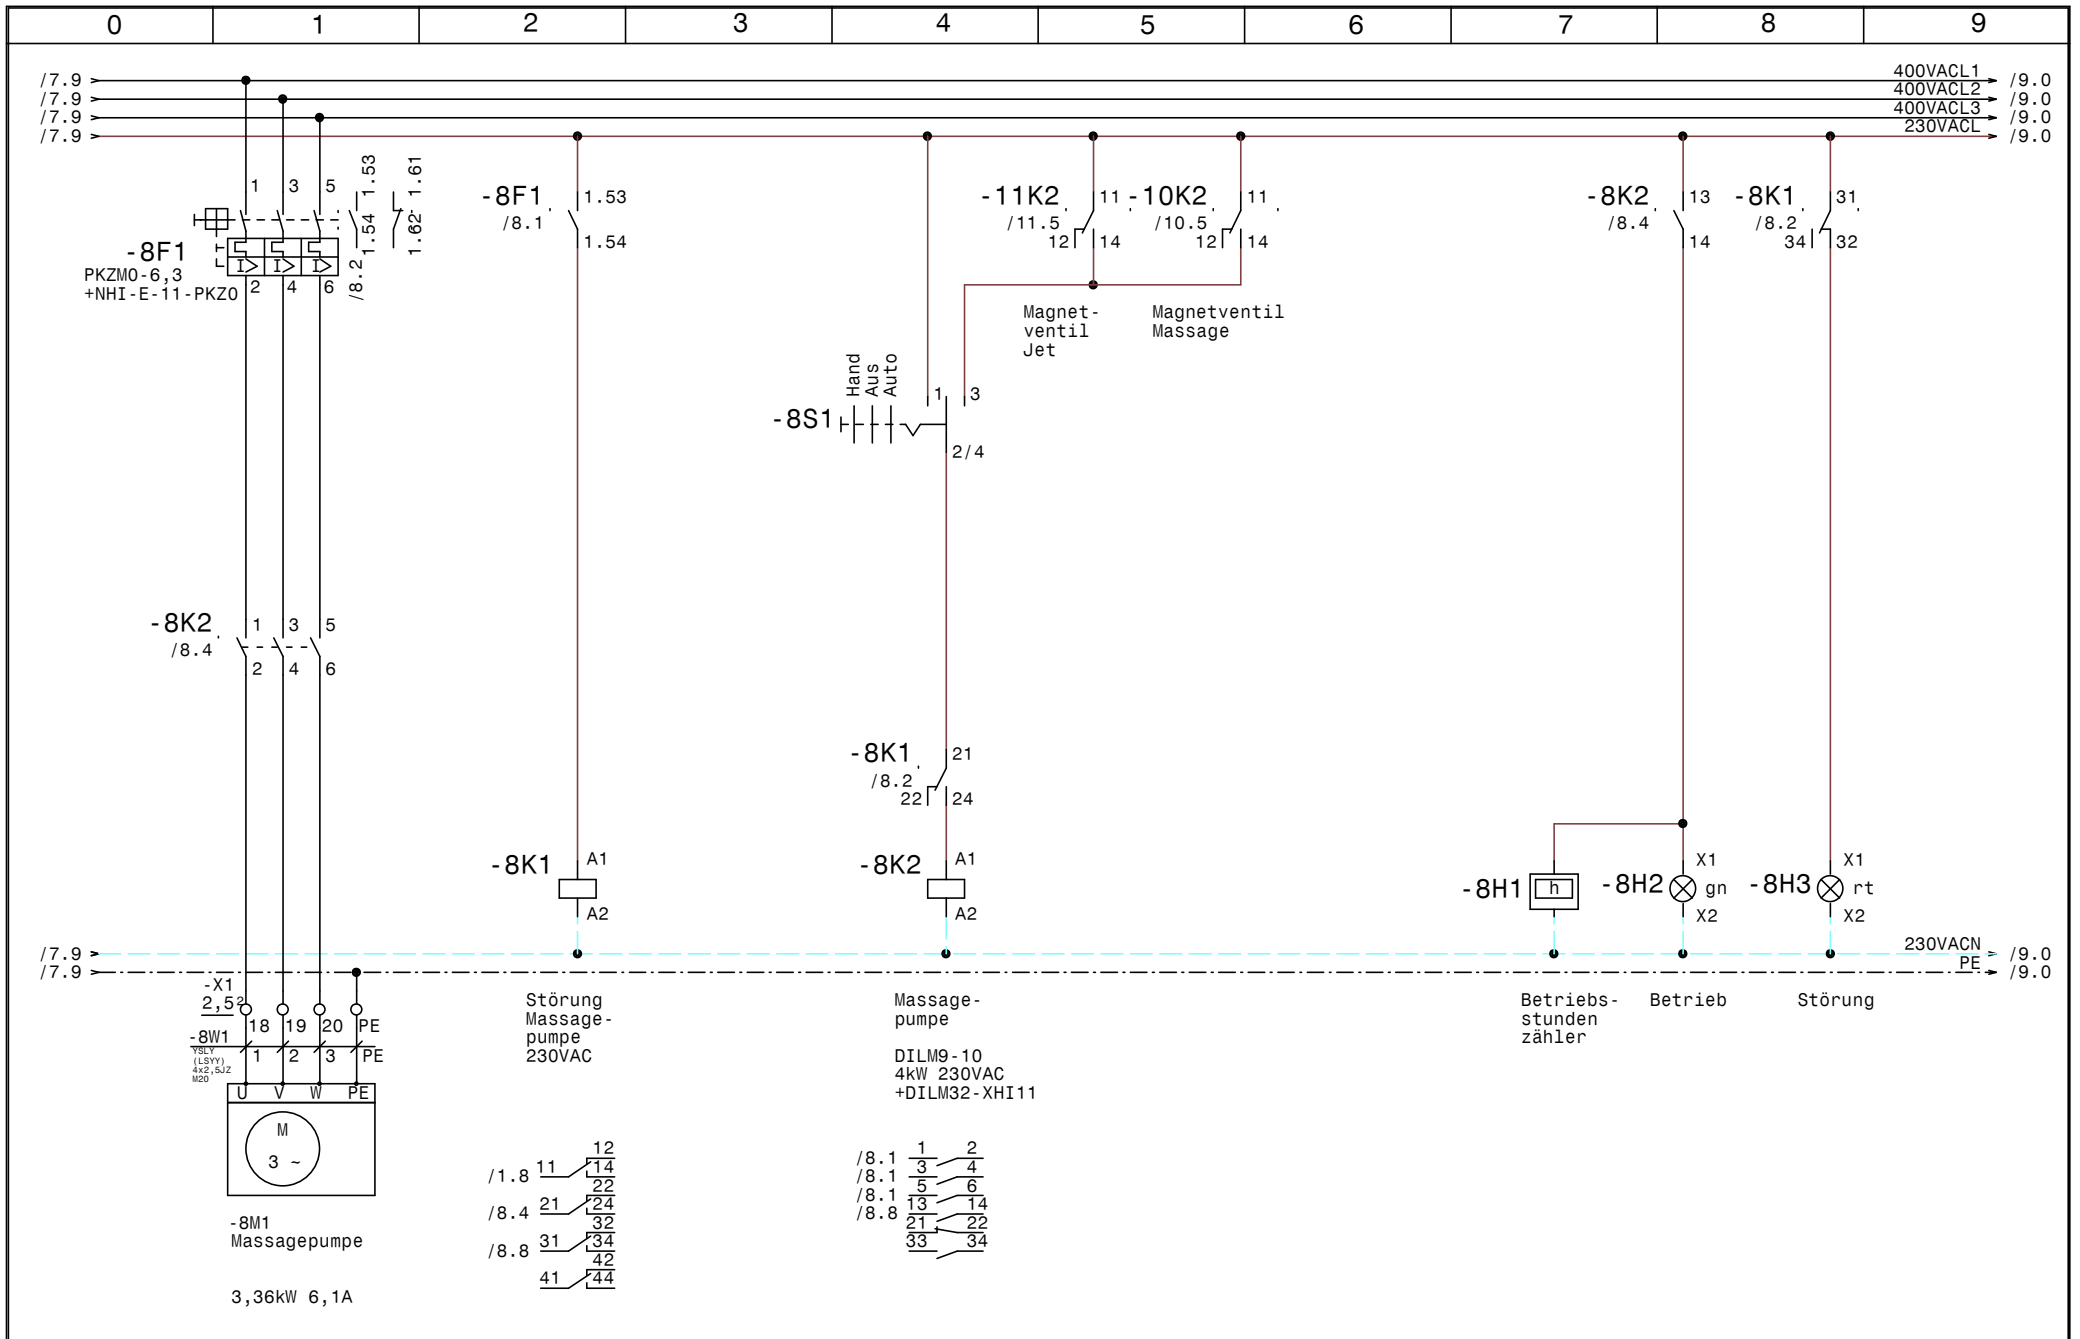 0 1 2 3 4 5 6 7 8 9
/7.9 400VACL1 /9.0
/7.9 400VACL2 /9.0
/7.9 400VACL3 /9.0
/7.9 230VACL /9.0
1 3 5 1.53 1.61
1.54 1.62
-8F1
PKZM0-6,3
+NHI-E-11-PKZ0
I> I> I>
2 4 6 /8.2
-8F1 1.53
/8.1
1.54
-11K2 11
/11.5
12 14
-10K2 11
/10.5
12 14
-8K2 13
/8.4
14
-8K1 31
/8.2
34 32
Magnet-
ventil
Jet
Magnetventil
Massage
Hand
Aus
Auto
1 3
-8S1
2/4
-8K2 1 3 5
/8.4
2 4 6
-8K1 21
/8.2
22 24
-8K1 A1
A2
-8K2 A1
A2
-8H1 h
-8H2 X1
gn
X2
-8H3 X1
rt
X2
/7.9 230VACN /9.0
/7.9 PE /9.0
-X1
2,5²
18 19 20 PE
-8W1
YSLY
(LSYY)
4x2,5JZ
M20
1 2 3 PE
U V W PE
M
3 ~
-8M1
Massagepumpe
3,36kW 6,1A
Störung
Massage-
pumpe
230VAC
Massage-
pumpe
DILM9-10
4kW 230VAC
+DILM32-XHI11
Betriebs-
stunden
zähler
Betrieb
Störung
12
/1.8 11 14
22
/8.4 21 24
32
/8.8 31 34
42
41 44
/8.1 1 2
/8.1 3 4
/8.1 5 6
/8.8 13 14
21 22
33 34